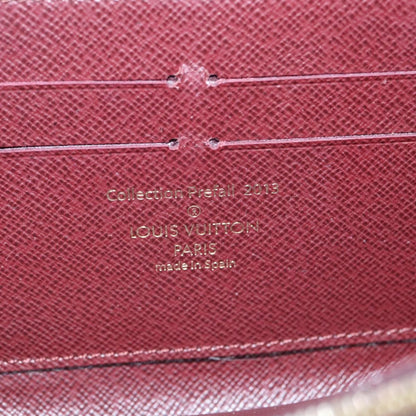 Collection Prefall 2013
®
LOUIS VUITTON
PARIS
made in Spain